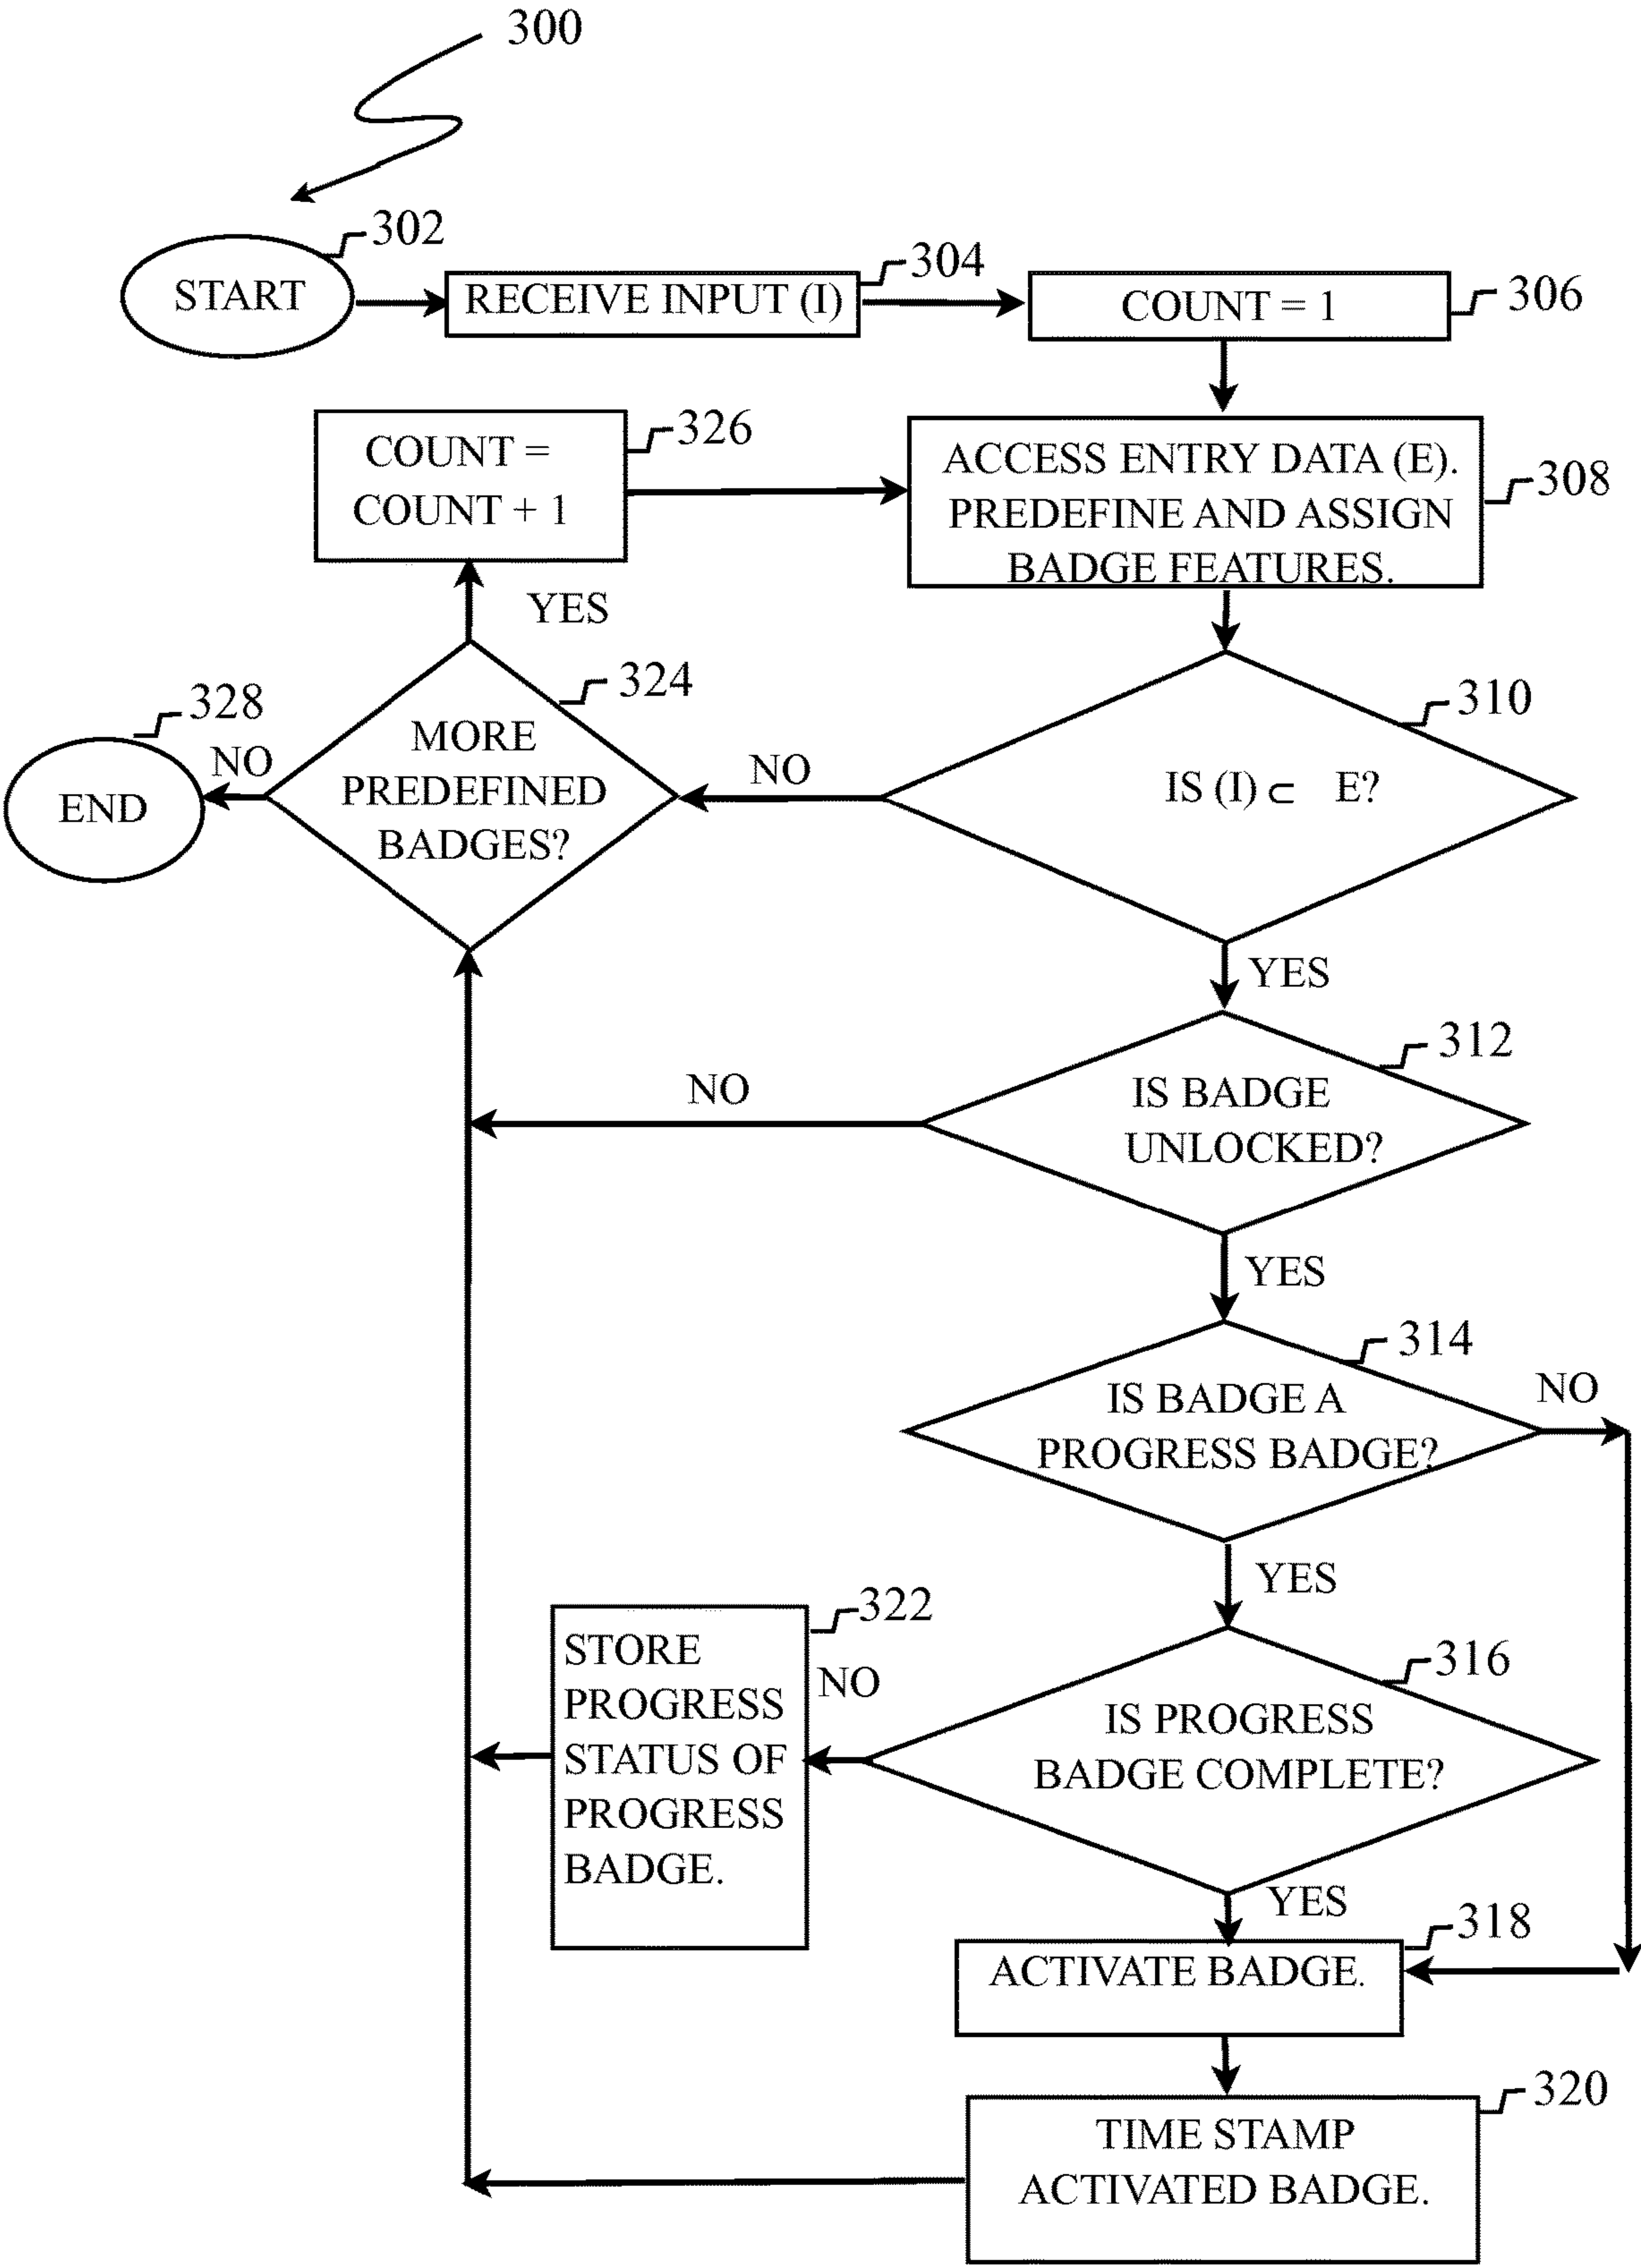 300
302
START
304
RECEIVE INPUT (I)
306
COUNT = 1
326
COUNT =
COUNT + 1
308
ACCESS ENTRY DATA (E).
PREDEFINE AND ASSIGN
BADGE FEATURES.
YES
324
MORE
PREDEFINED
BADGES?
328
END
NO
NO
310
IS (I) ⊂ E?
YES
312
IS BADGE
UNLOCKED?
NO
YES
314
IS BADGE A
PROGRESS BADGE?
NO
YES
322
STORE
PROGRESS
STATUS OF
PROGRESS
BADGE.
NO
316
IS PROGRESS
BADGE COMPLETE?
YES
318
ACTIVATE BADGE.
320
TIME STAMP
ACTIVATED BADGE.